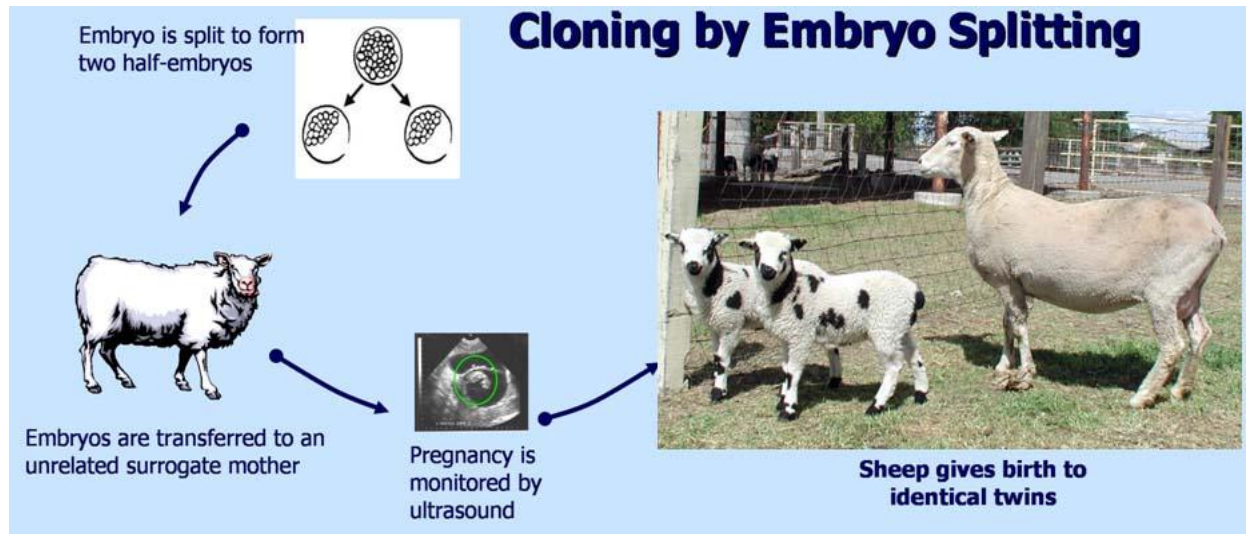 Cloning by Embryo Splitting
Embryo is split to form
two half-embryos
Embryos are transferred to an
unrelated surrogate mother
Pregnancy is
monitored by
ultrasound
Sheep gives birth to
identical twins